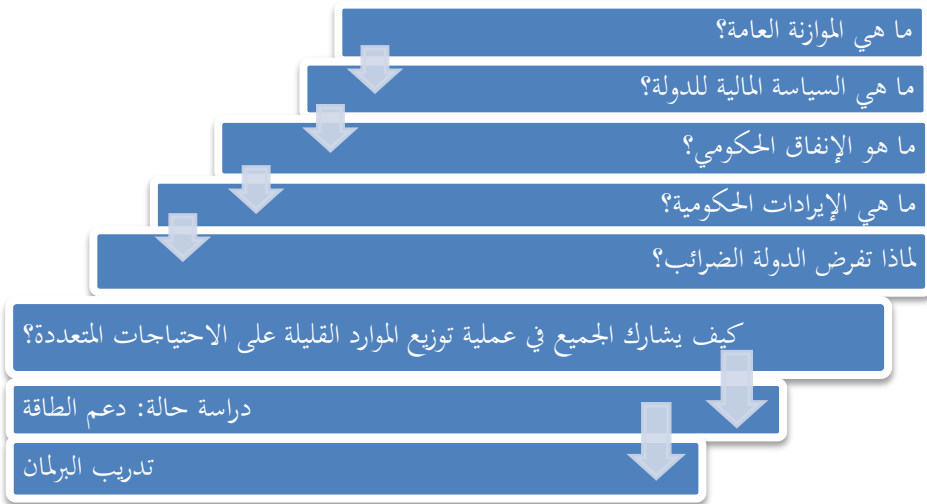 ما هي الموازنة العامة؟
ما هي السياسة المالية للدولة؟
ما هو الإنفاق الحكومي؟
ما هي الإيرادات الحكومية؟
لماذا تفرض الدولة الضرائب؟
كيف يشارك الجميع في عملية توزيع الموارد القليلة على الاحتياجات المتعددة؟
دراسة حالة: دعم الطاقة
تدريب البرلمان